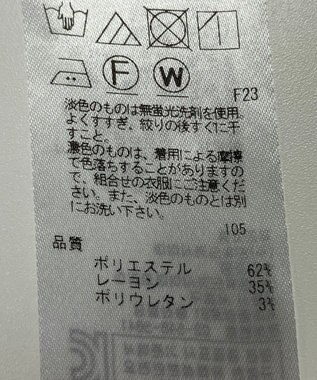 F W
F23
淡色のものは無蛍光洗剤を使用。
よくすすぎ、絞りの後すぐに干
すこと。
濃色のものは、着用による摩擦
で色落ちすることがありますの
で、組合せの衣服にご注意くだ
さい。また、淡色のものとは別
にお洗い下さい。
105
品質
ポリエステル 62%
レーヨン 35%
ポリウレタン 3%